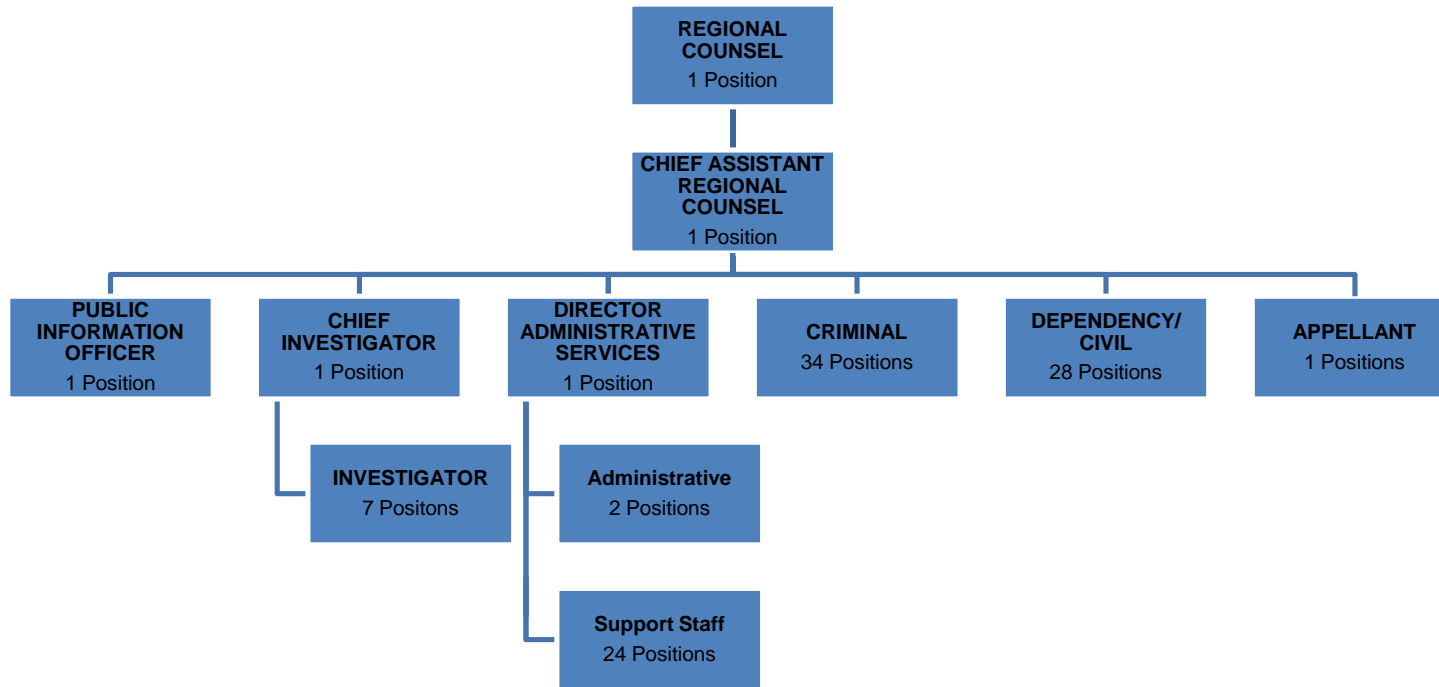 REGIONAL
COUNSEL
1 Position
CHIEF ASSISTANT
REGIONAL
COUNSEL
1 Position
PUBLIC
INFORMATION
OFFICER
1 Position
CHIEF
INVESTIGATOR
1 Position
DIRECTOR
ADMINISTRATIVE
SERVICES
1 Position
CRIMINAL
34 Positions
DEPENDENCY/
CIVIL
28 Positions
APPELLANT
1 Positions
INVESTIGATOR
7 Positons
Administrative
2 Positions
Support Staff
24 Positions